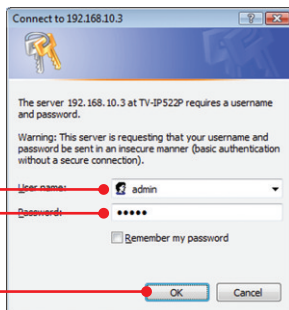 Connect to 192.168.10.3
The server 192.168.10.3 at TV-IP522P requires a username
and password.
Warning: This server is requesting that your username and
password be sent in an insecure manner (basic authentication
without a secure connection).
User name: admin
Password: •••••
Remember my password
OK Cancel